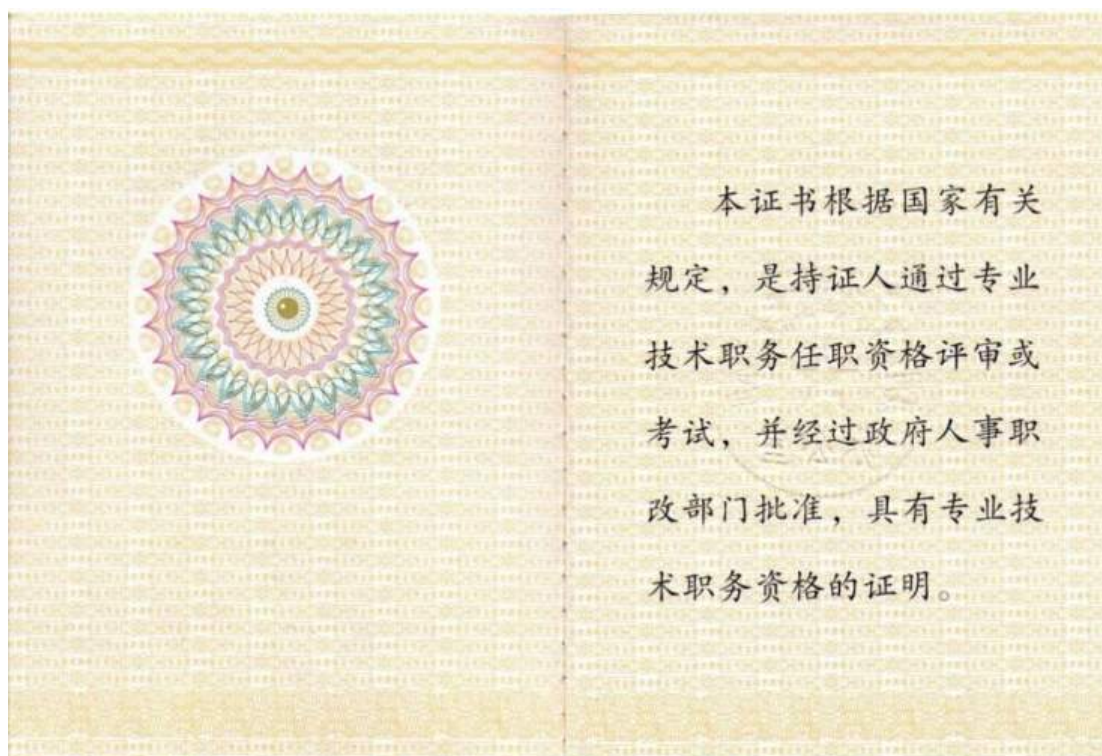 本证书根据国家有关
规定，是持证人通过专业
技术职务任职资格评审或
考试，并经过政府人事职
改部门批准，具有专业技
术职务资格的证明。